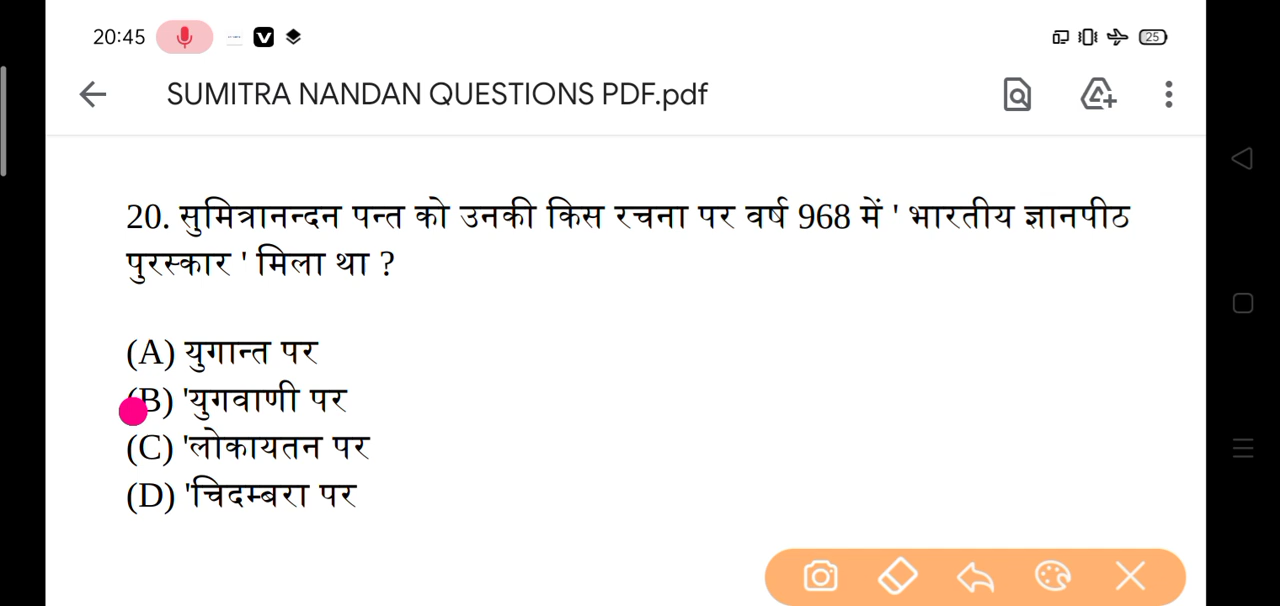 20:45
25
SUMITRA NANDAN QUESTIONS PDF.pdf
20. सुमित्रानन्दन पन्त को उनकी किस रचना पर वर्ष 968 में ' भारतीय ज्ञानपीठ
पुरस्कार ' मिला था ?
(A) युगान्त पर
(B) 'युगवाणी पर
(C) 'लोकायतन पर
(D) 'चिदम्बरा पर